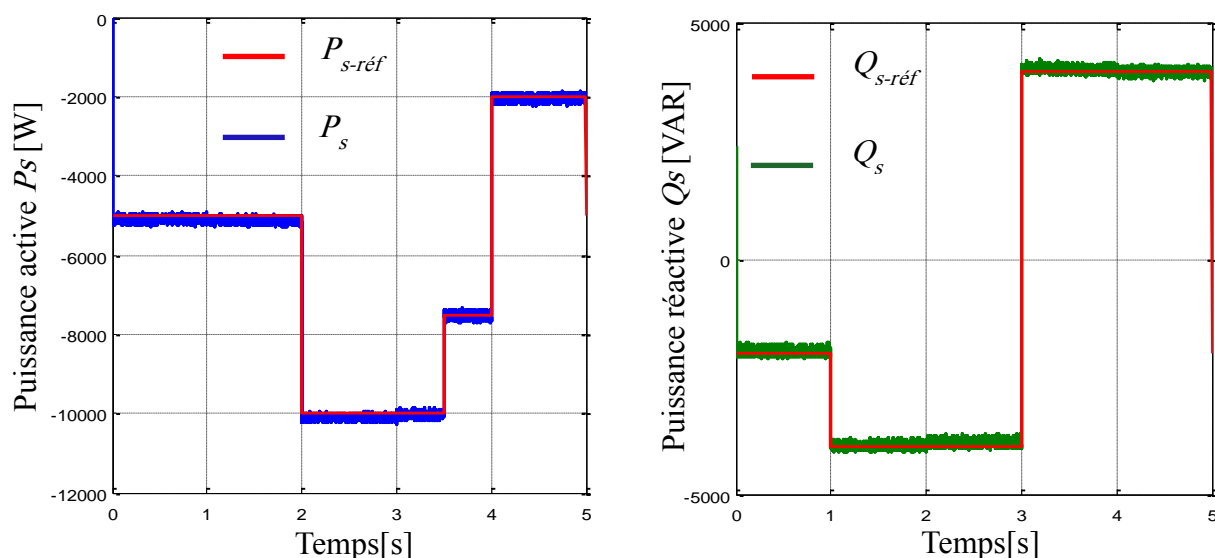 0
-2000
-4000
-6000
-8000
-10000
-12000
0
1
2
3
4
5
Puissance active Ps [W]
Temps[s]
P_s-réf
P_s
5000
0
-5000
0
1
2
3
4
5
Puissance réactive Qs [VAR]
Temps[s]
Q_s-réf
Q_s